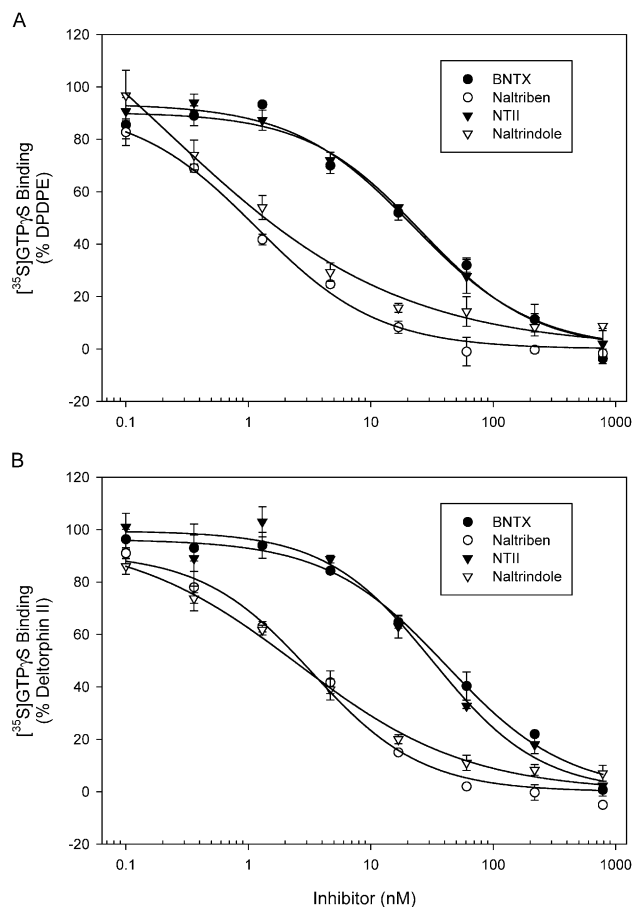 A
[³⁵S]GTPγS Binding
(% DPDPE)
120
100
80
60
40
20
0
-20
BNTX
Naltriben
NTII
Naltrindole
0.1
1
10
100
1000
B
[³⁵S]GTPγS Binding
(% Deltorphin II)
120
100
80
60
40
20
0
-20
BNTX
Naltriben
NTII
Naltrindole
0.1
1
10
100
1000
Inhibitor (nM)